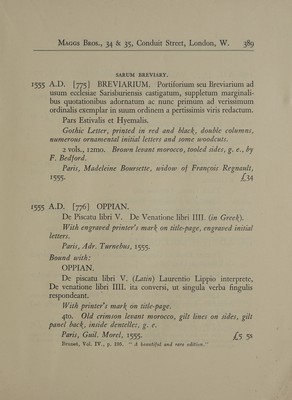 Maggs Bros., 34 & 35, Conduit Street, London, W. 389
SARUM BREVIARY.
1555 A.D. [775] BREVIARIUM. Portiforium seu Breviarium ad
usum ecclesiae Sarisburiensis castigatum, suppletum marginali-
bus quotationibus adornatum ac nunc primum ad verissimum
ordinalis exemplar in suum ordinem a pertissimis viris redactum.
Pars Estivalis et Hyemalis.
Gothic Letter, printed in red and black, double columns,
numerous ornamental initial letters and some woodcuts.
2 vols., 12mo. Brown levant morocco, tooled sides, g. e., by
F. Bedford.
Paris, Madeleine Boursette, widow of François Regnault,
1555. £34
1555 A.D. [776] OPPIAN.
De Piscatu libri V. De Venatione libri IIII. (in Greek).
With engraved printer's mark on title-page, engraved initial
letters.
Paris, Adr. Turnebus, 1555.
Bound with:
OPPIAN.
De piscatu libri V. (Latin) Laurentio Lippio interprete,
De venatione libri IIII. ita conversi, ut singula verba singulis
respondeant.
With printer's mark on title-page.
4to. Old crimson levant morocco, gilt lines on sides, gilt
panel back, inside dentelles, g. e.
Paris, Guil. Morel, 1555. £5 5s
Brunet, Vol. IV., p. 193. "A beautiful and rare edition."